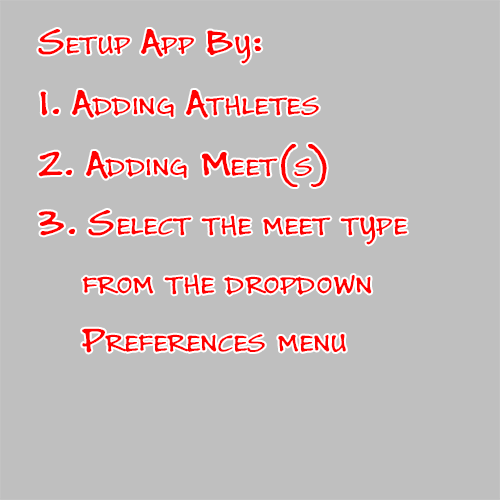 Setup App By:
1. Adding Athletes
2. Adding Meet(s)
3. Select the meet type
from the dropdown
Preferences menu